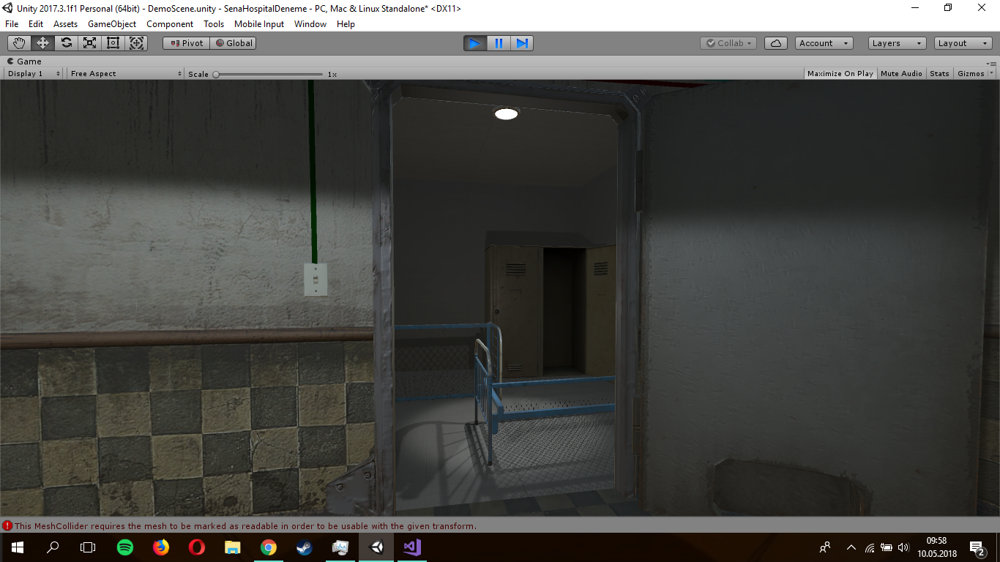 Unity 2017.3.1f1 Personal (64bit) - DemoScene.unity - SenaHospitalDeneme - PC, Mac & Linux Standalone* <DX11>
File Edit Assets GameObject Component Tools Mobile Input Window Help
Pivot Global Collab Account Layers Layout
Game
Display 1 Free Aspect Scale 1x Maximize On Play Mute Audio Stats Gizmos
This MeshCollider requires the mesh to be marked as readable in order to be usable with the given transform.
09:58
10.05.2018
2